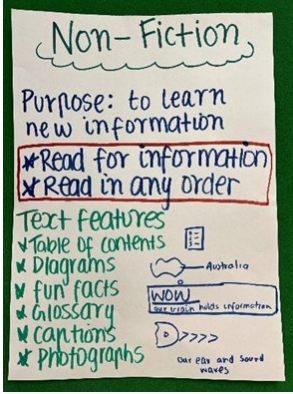 Non-Fiction
Purpose: to learn
new information
* Read for information
* Read in any order
Text features
* Table of contents
* Diagrams
Australia
* fun facts
WOW
our brain holds information
* Glossary
* Captions
* Photographs
our ear and sound
waves